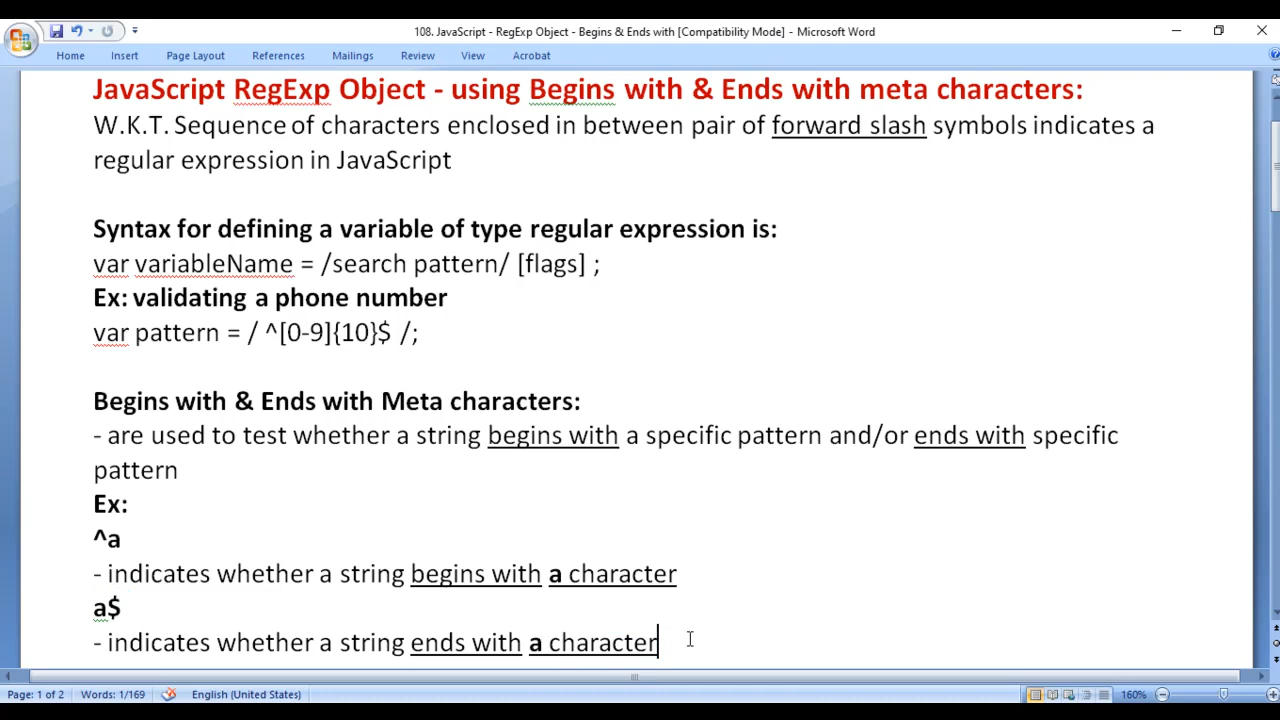 108. JavaScript - RegExp Object - Begins & Ends with [Compatibility Mode] - Microsoft Word
Home Insert Page Layout References Mailings Review View Acrobat
JavaScript RegExp Object - using Begins with & Ends with meta characters:
W.K.T. Sequence of characters enclosed in between pair of forward slash symbols indicates a
regular expression in JavaScript
Syntax for defining a variable of type regular expression is:
var variableName = /search pattern/ [flags] ;
Ex: validating a phone number
var pattern = / ^[0-9]{10}$ /;
Begins with & Ends with Meta characters:
- are used to test whether a string begins with a specific pattern and/or ends with specific
pattern
Ex:
^a
- indicates whether a string begins with a character
a$
- indicates whether a string ends with a character
Page: 1 of 2 Words: 1/169 English (United States) 160%